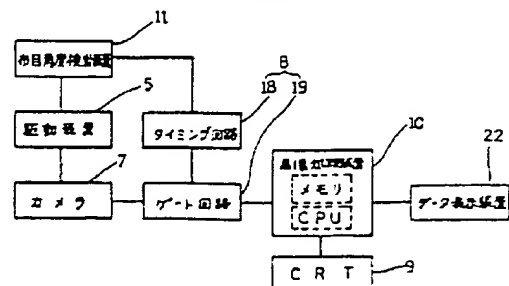 11
布目角度検出装置
5
8
18 19
駆動装置
タイミング回路
10
7
画像処理装置
22
メモリ
カメラ
ゲート回路
CPU
データ表示装置
CRT
9